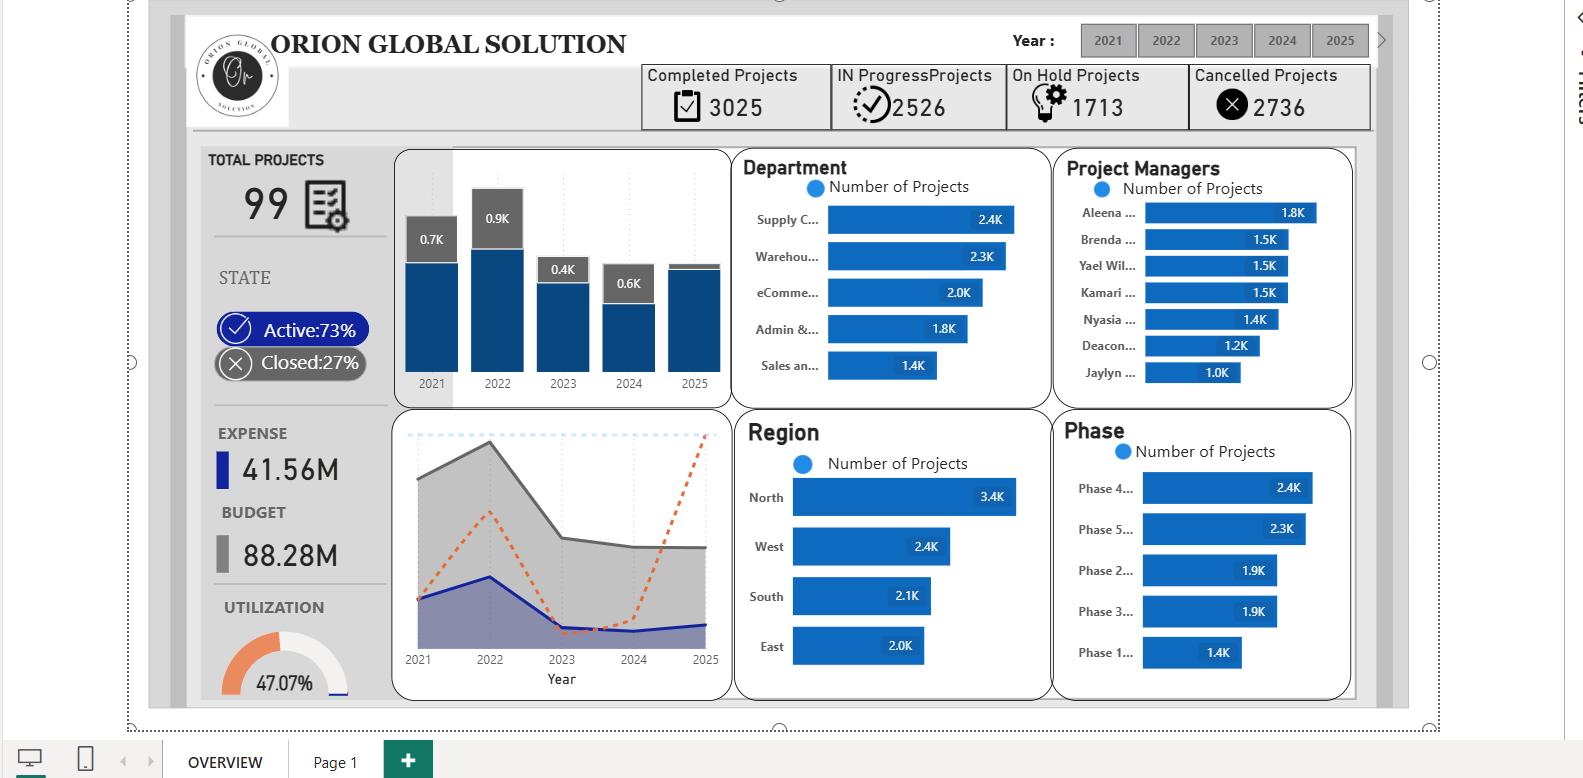 ORION GLOBAL SOLUTION
ORION GLOBAL
Or
SOLUTION
Year :
2021
2022
2023
2024
2025
Completed Projects
3025
IN ProgressProjects
2526
On Hold Projects
1713
Cancelled Projects
2736
TOTAL PROJECTS
99
STATE
Active:73%
Closed:27%
EXPENSE
41.56M
BUDGET
88.28M
UTILIZATION
47.07%
0.7K
0.9K
0.4K
0.6K
2021
2022
2023
2024
2025
Department
Number of Projects
Supply C...
2.4K
Warehou...
2.3K
eComme...
2.0K
Admin &...
1.8K
Sales an...
1.4K
Project Managers
Number of Projects
Aleena ...
1.8K
Brenda ...
1.5K
Yael Wil...
1.5K
Kamari ...
1.5K
Nyasia ...
1.4K
Deacon...
1.2K
Jaylyn ...
1.0K
2021
2022
2023
2024
2025
Year
Region
Number of Projects
North
3.4K
West
2.4K
South
2.1K
East
2.0K
Phase
Number of Projects
Phase 4...
2.4K
Phase 5...
2.3K
Phase 2...
1.9K
Phase 3...
1.9K
Phase 1...
1.4K
OVERVIEW
Page 1